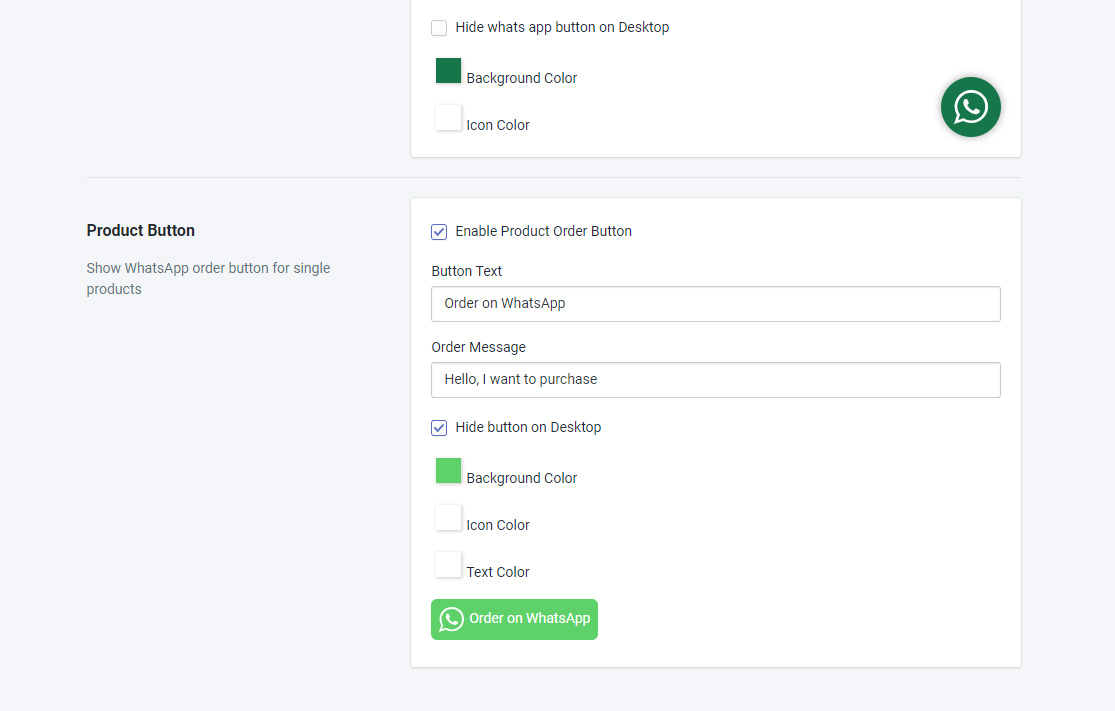 Hide whats app button on Desktop
Background Color
Icon Color
Product Button
Show WhatsApp order button for single
products
Enable Product Order Button
Button Text
Order on WhatsApp
Order Message
Hello, I want to purchase
Hide button on Desktop
Background Color
Icon Color
Text Color
Order on WhatsApp